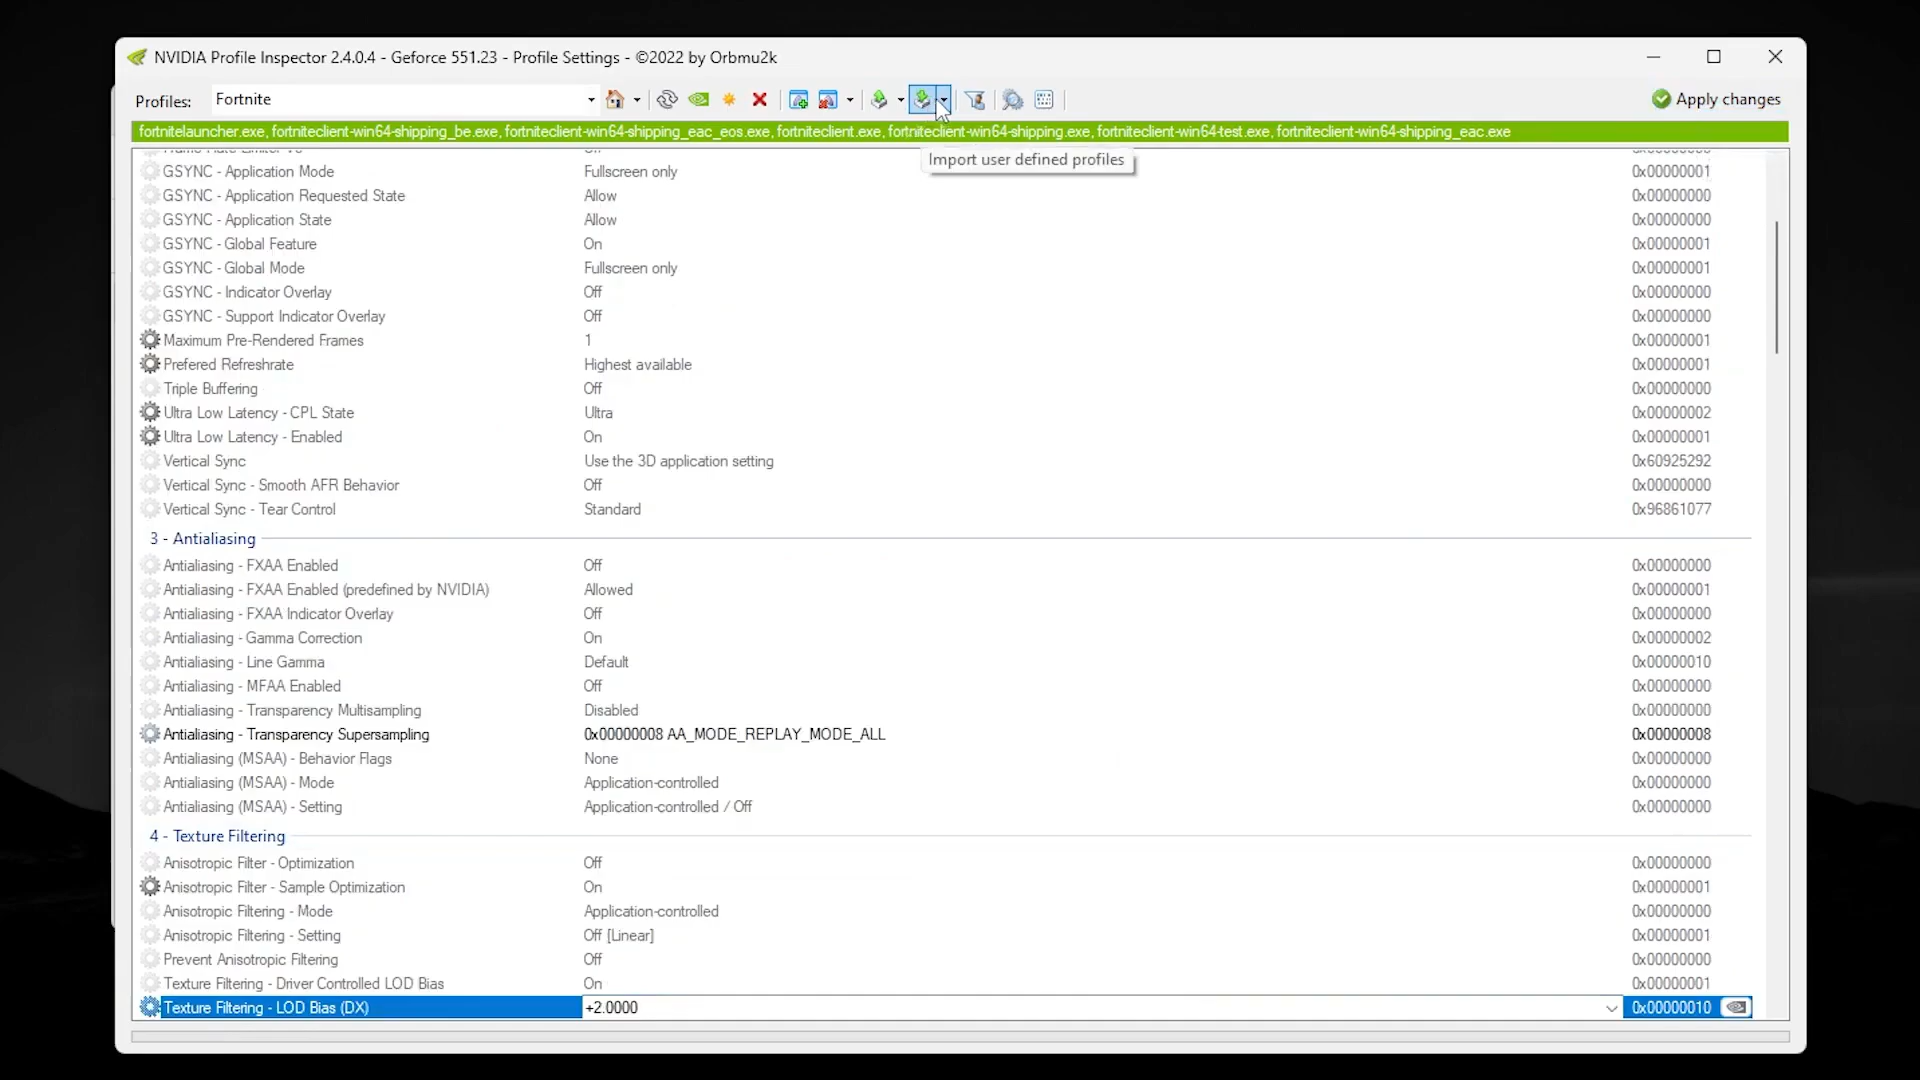 NVIDIA Profile Inspector 2.4.0.4 - Geforce 551.23 - Profile Settings - ©2022 by Orbmu2k
Profiles: Fortnite Apply changes
fortnitelauncher.exe, fortniteclient-win64-shipping_be.exe, fortniteclient-win64-shipping_eac_eos.exe, fortniteclient.exe, fortniteclient-win64-shipping.exe, fortniteclient-win64-test.exe, fortniteclient-win64-shipping_eac.exe
Import user defined profiles
GSYNC - Application Mode Fullscreen only 0x00000001
GSYNC - Application Requested State Allow 0x00000000
GSYNC - Application State Allow 0x00000000
GSYNC - Global Feature On 0x00000001
GSYNC - Global Mode Fullscreen only 0x00000001
GSYNC - Indicator Overlay Off 0x00000000
GSYNC - Support Indicator Overlay Off 0x00000000
Maximum Pre-Rendered Frames 1 0x00000001
Prefered Refreshrate Highest available 0x00000001
Triple Buffering Off 0x00000000
Ultra Low Latency - CPL State Ultra 0x00000002
Ultra Low Latency - Enabled On 0x00000001
Vertical Sync Use the 3D application setting 0x60925292
Vertical Sync - Smooth AFR Behavior Off 0x00000000
Vertical Sync - Tear Control Standard 0x96861077
3 - Antialiasing
Antialiasing - FXAA Enabled Off 0x00000000
Antialiasing - FXAA Enabled (predefined by NVIDIA) Allowed 0x00000001
Antialiasing - FXAA Indicator Overlay Off 0x00000000
Antialiasing - Gamma Correction On 0x00000002
Antialiasing - Line Gamma Default 0x00000010
Antialiasing - MFAA Enabled Off 0x00000000
Antialiasing - Transparency Multisampling Disabled 0x00000000
Antialiasing - Transparency Supersampling 0x00000008 AA_MODE_REPLAY_MODE_ALL 0x00000008
Antialiasing (MSAA) - Behavior Flags None 0x00000000
Antialiasing (MSAA) - Mode Application-controlled 0x00000000
Antialiasing (MSAA) - Setting Application-controlled / Off 0x00000000
4 - Texture Filtering
Anisotropic Filter - Optimization Off 0x00000000
Anisotropic Filter - Sample Optimization On 0x00000001
Anisotropic Filtering - Mode Application-controlled 0x00000000
Anisotropic Filtering - Setting Off [Linear] 0x00000001
Prevent Anisotropic Filtering Off 0x00000000
Texture Filtering - Driver Controlled LOD Bias On 0x00000001
Texture Filtering - LOD Bias (DX) +2.0000 0x00000010